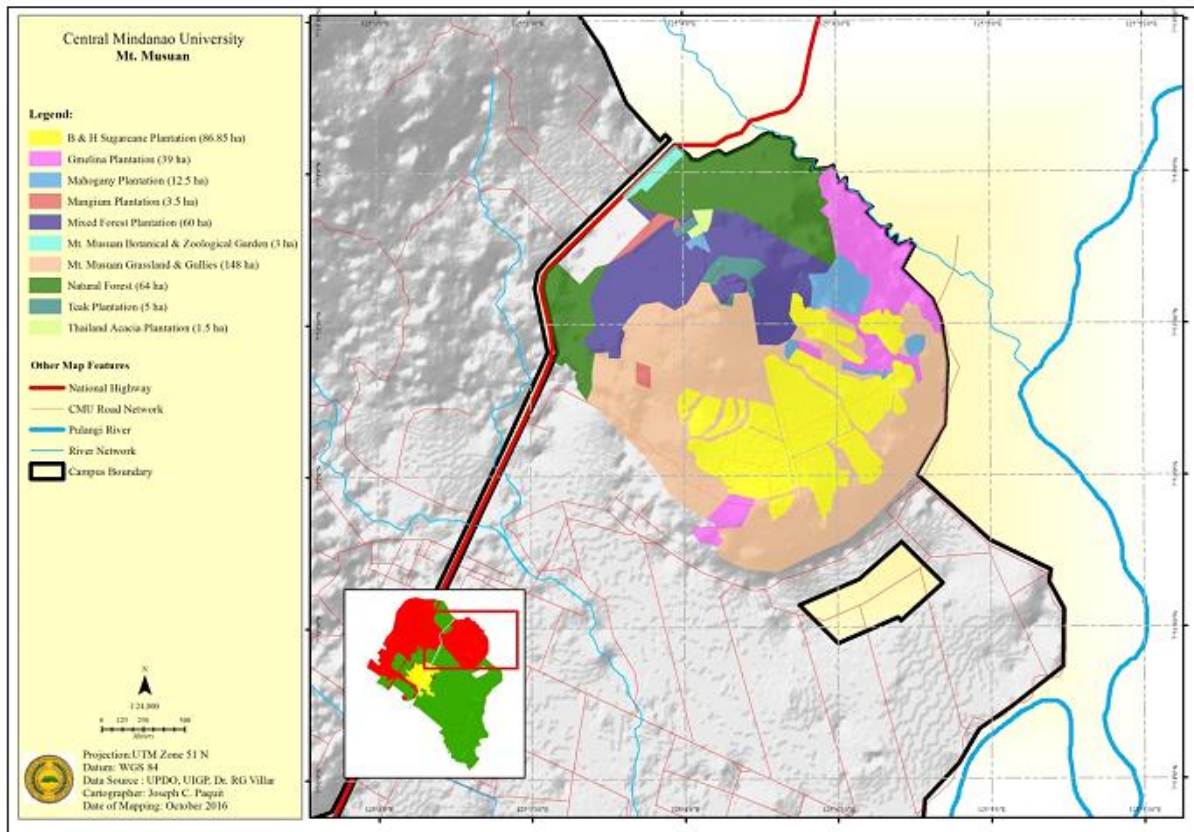 Central Mindanao University
Mt. Musuan
Legend:
B & H Sugarcane Plantation (86.85 ha)
Gmelina Plantation (39 ha)
Mahogany Plantation (12.5 ha)
Mangium Plantation (3.5 ha)
Mixed Forest Plantation (60 ha)
Mt. Musuan Botanical & Zoological Garden (3 ha)
Mt. Musuan Grassland & Gullies (148 ha)
Natural Forest (64 ha)
Teak Plantation (5 ha)
Thailand Acacia Plantation (1.5 ha)
Other Map Features
National Highway
CMU Road Network
Pulangi River
River Network
Campus Boundary
N
1:24,000
Meters
Projection:UTM Zone 51 N
Datum: WGS 84
Data Source : UPDO, UIGP, Dr. RG Villar
Cartographer: Joseph C. Paquit
Date of Mapping: October 2016